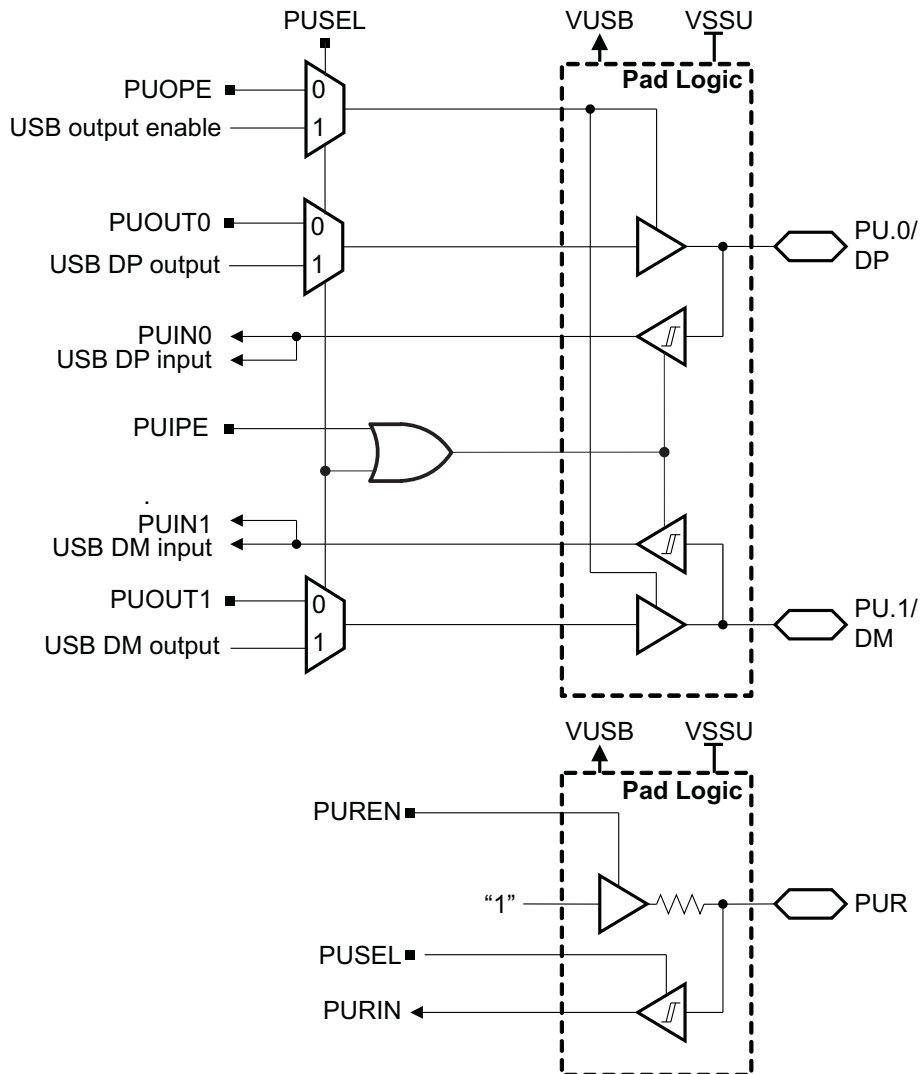 PUSEL
VUSB
VSSU
Pad Logic
PUOPE
0
USB output enable
1
PUOUT0
0
USB DP output
1
PU.0/
DP
PUIN0
USB DP input
PUIPE
.
PUIN1
USB DM input
PUOUT1
0
USB DM output
1
PU.1/
DM
VUSB
VSSU
Pad Logic
PUREN
“1”
PUR
PUSEL
PURIN